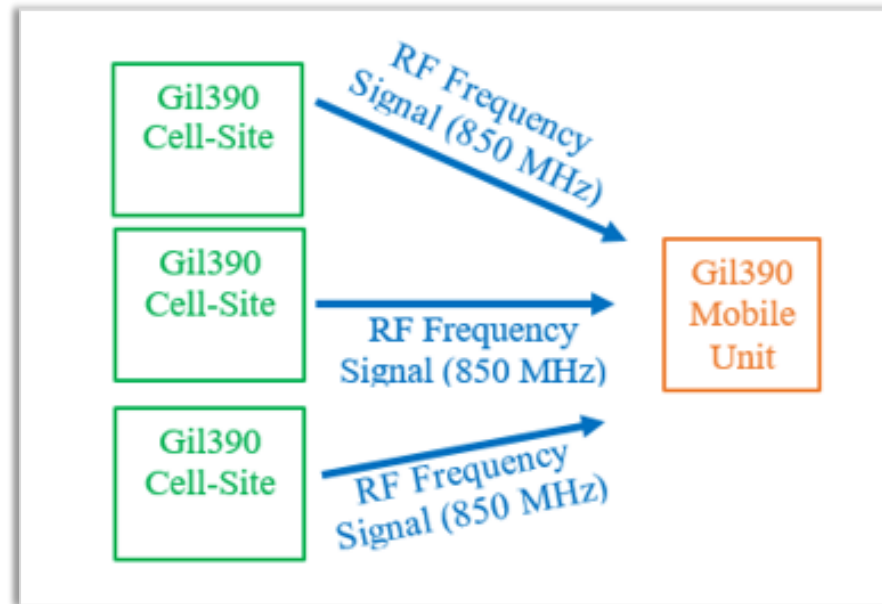 RF Frequency
Signal (850 MHz)
Gil390
Cell-Site
Gil390
Cell-Site
RF Frequency
Signal (850 MHz)
Gil390
Mobile
Unit
Gil390
Cell-Site
RF Frequency
Signal (850 MHz)